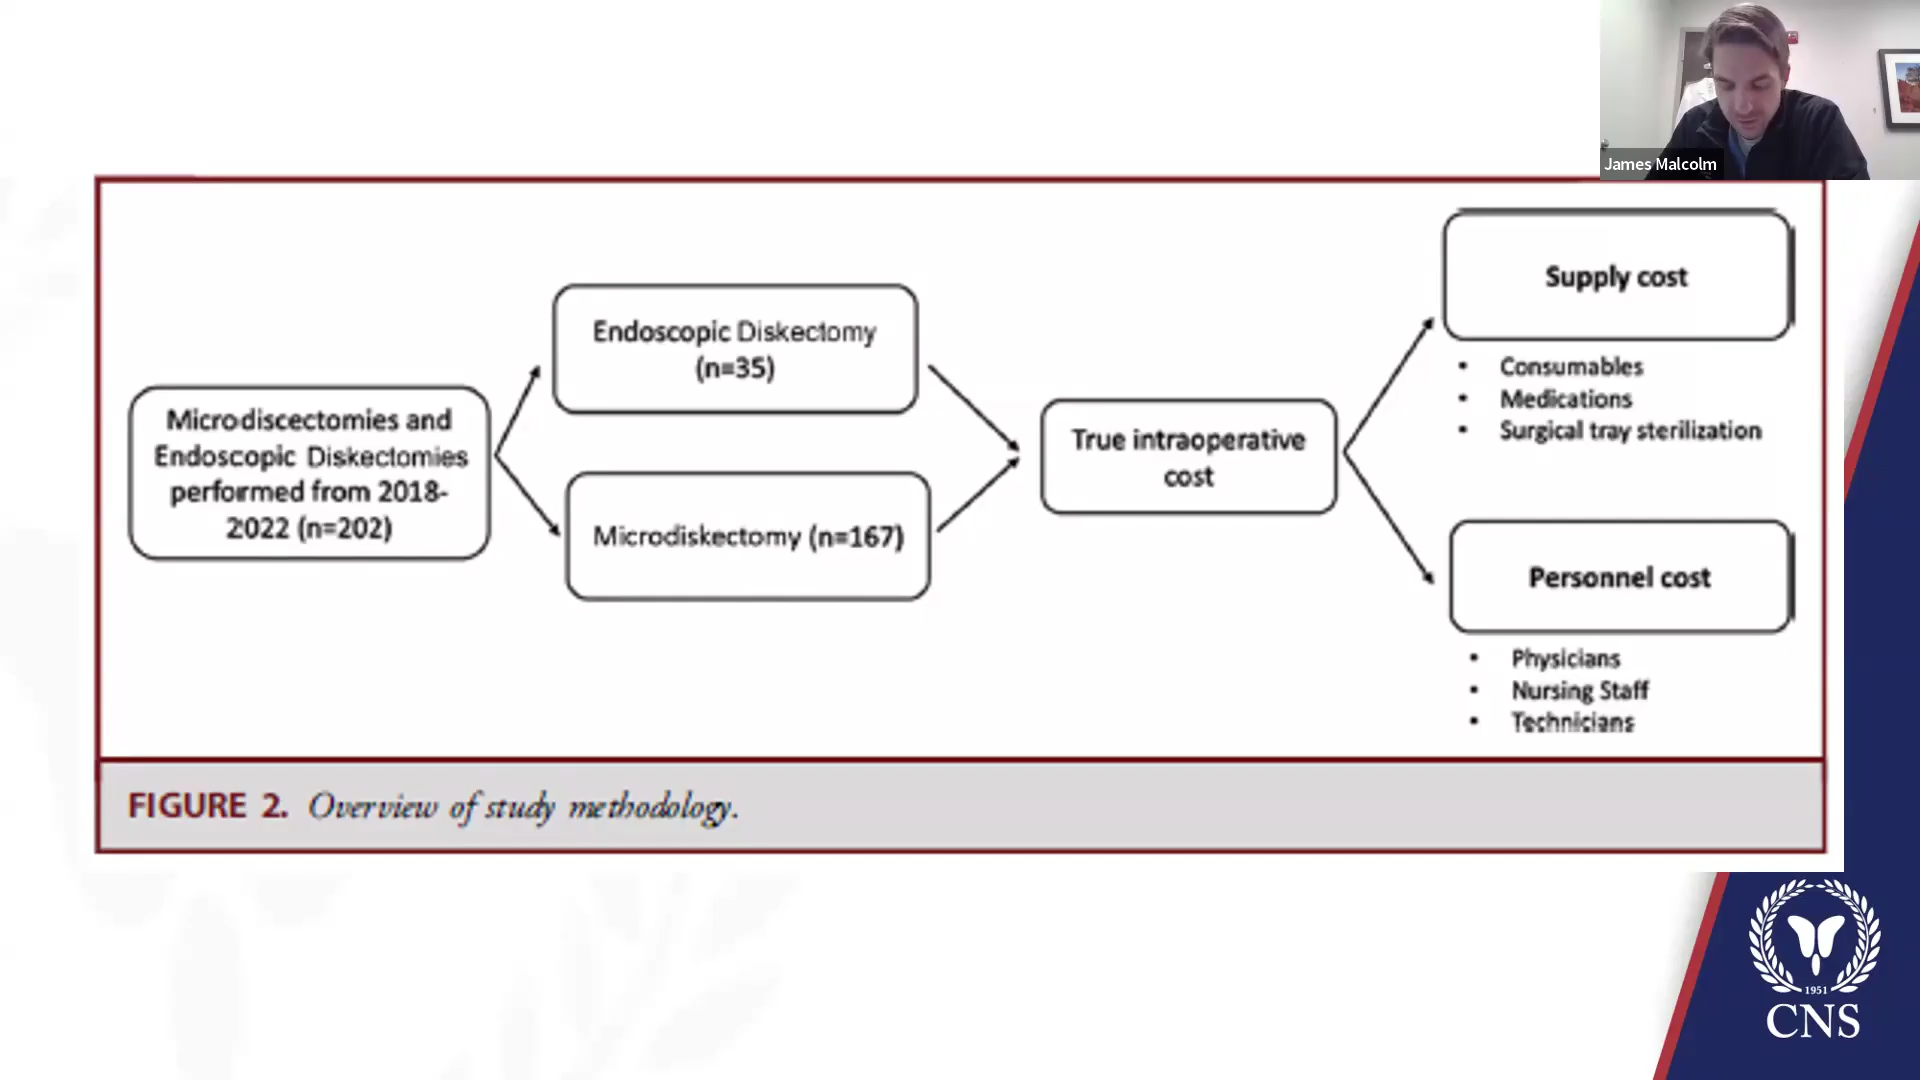 James Malcolm
Microdiscectomies and
Endoscopic Diskectomies
performed from 2018-
2022 (n=202)
Endoscopic Diskectomy
(n=35)
Microdiskectomy (n=167)
True intraoperative
cost
Supply cost
• Consumables
• Medications
• Surgical tray sterilization
Personnel cost
• Physicians
• Nursing Staff
• Technicians
FIGURE 2. Overview of study methodology.
1951
CNS